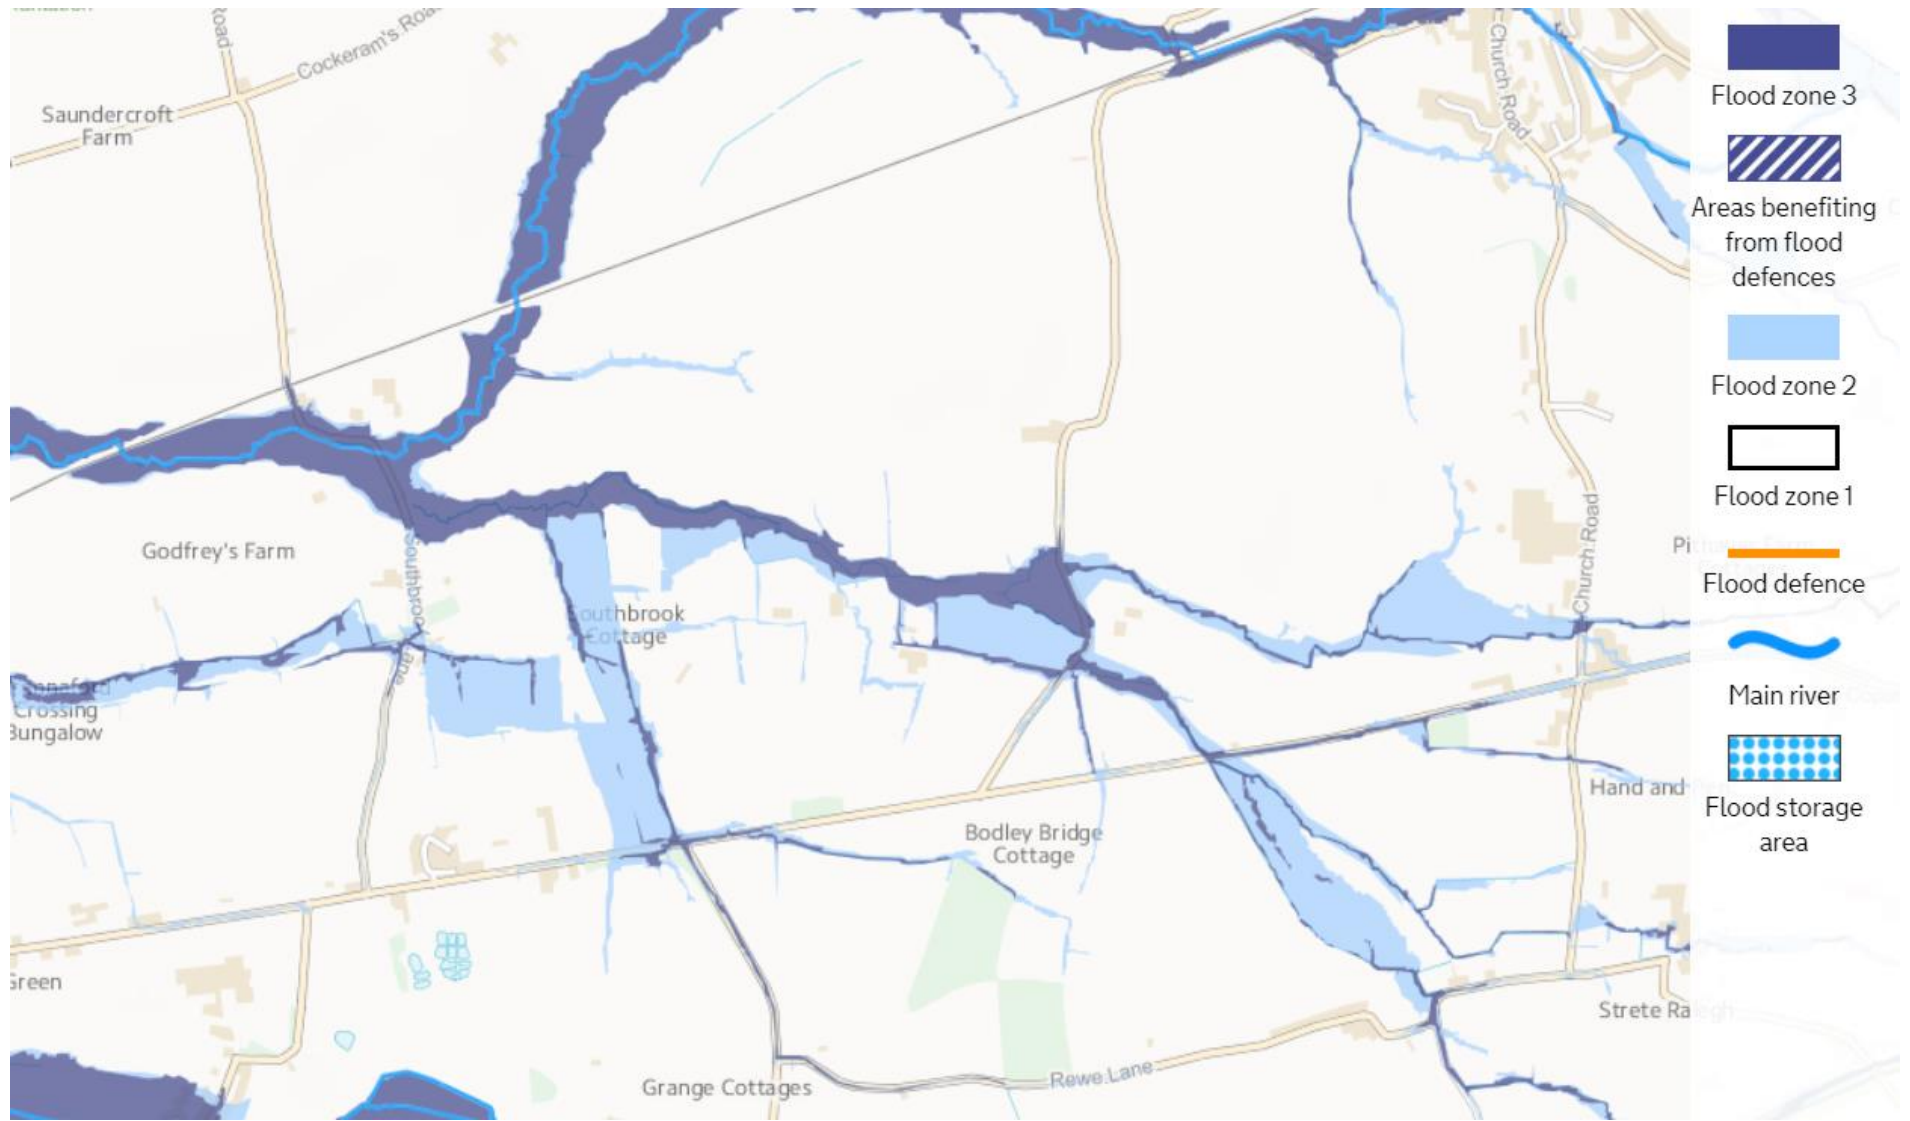 Road
Cockeram's Road
Saundercroft
Farm
Church Road
Godfrey's Farm
Southbrook Lane
Southbrook
Cottage
Crossing
Bungalow
Church Road
Bodley Bridge
Cottage
Hand and
Green
Strete Ralegh
Grange Cottages
Rewe Lane
Flood zone 3
Areas benefiting
from flood
defences
Flood zone 2
Flood zone 1
Flood defence
Main river
Flood storage
area